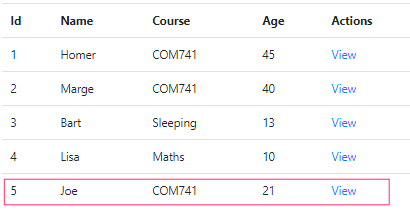 Id Name Course Age Actions
1 Homer COM741 45 View
2 Marge COM741 40 View
3 Bart Sleeping 13 View
4 Lisa Maths 10 View
5 Joe COM741 21 View